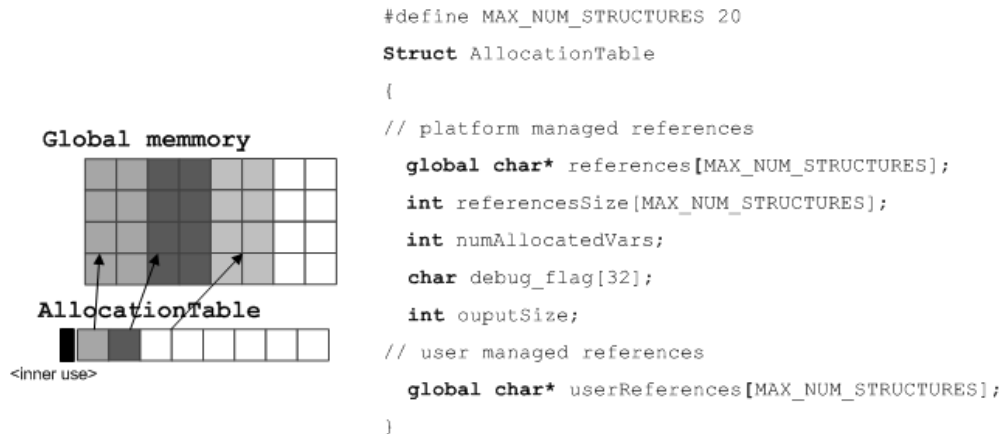 Global memmory
AllocationTable
<inner use>
#define MAX_NUM_STRUCTURES 20
Struct AllocationTable
{
// platform managed references
global char* references[MAX_NUM_STRUCTURES];
int referencesSize[MAX_NUM_STRUCTURES];
int numAllocatedVars;
char debug_flag[32];
int ouputSize;
// user managed references
global char* userReferences[MAX_NUM_STRUCTURES];
}